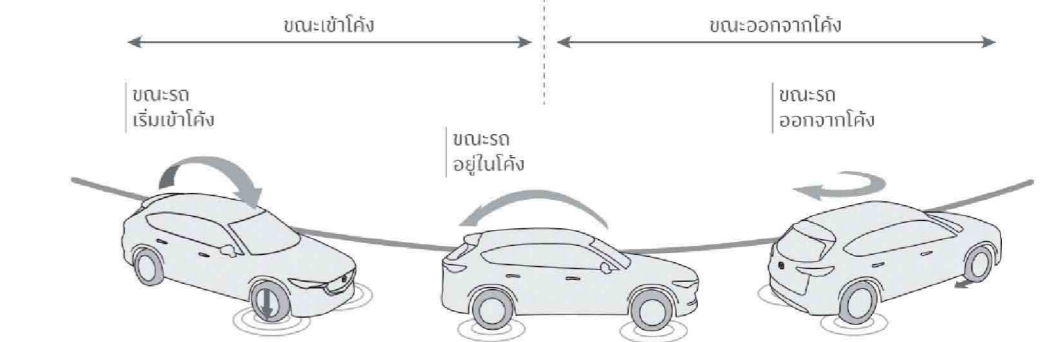 ขณะเข้าโค้ง
ขณะออกจากโค้ง
ขณะรถ
เริ่มเข้าโค้ง
ขณะรถ
อยู่ในโค้ง
ขณะรถ
ออกจากโค้ง